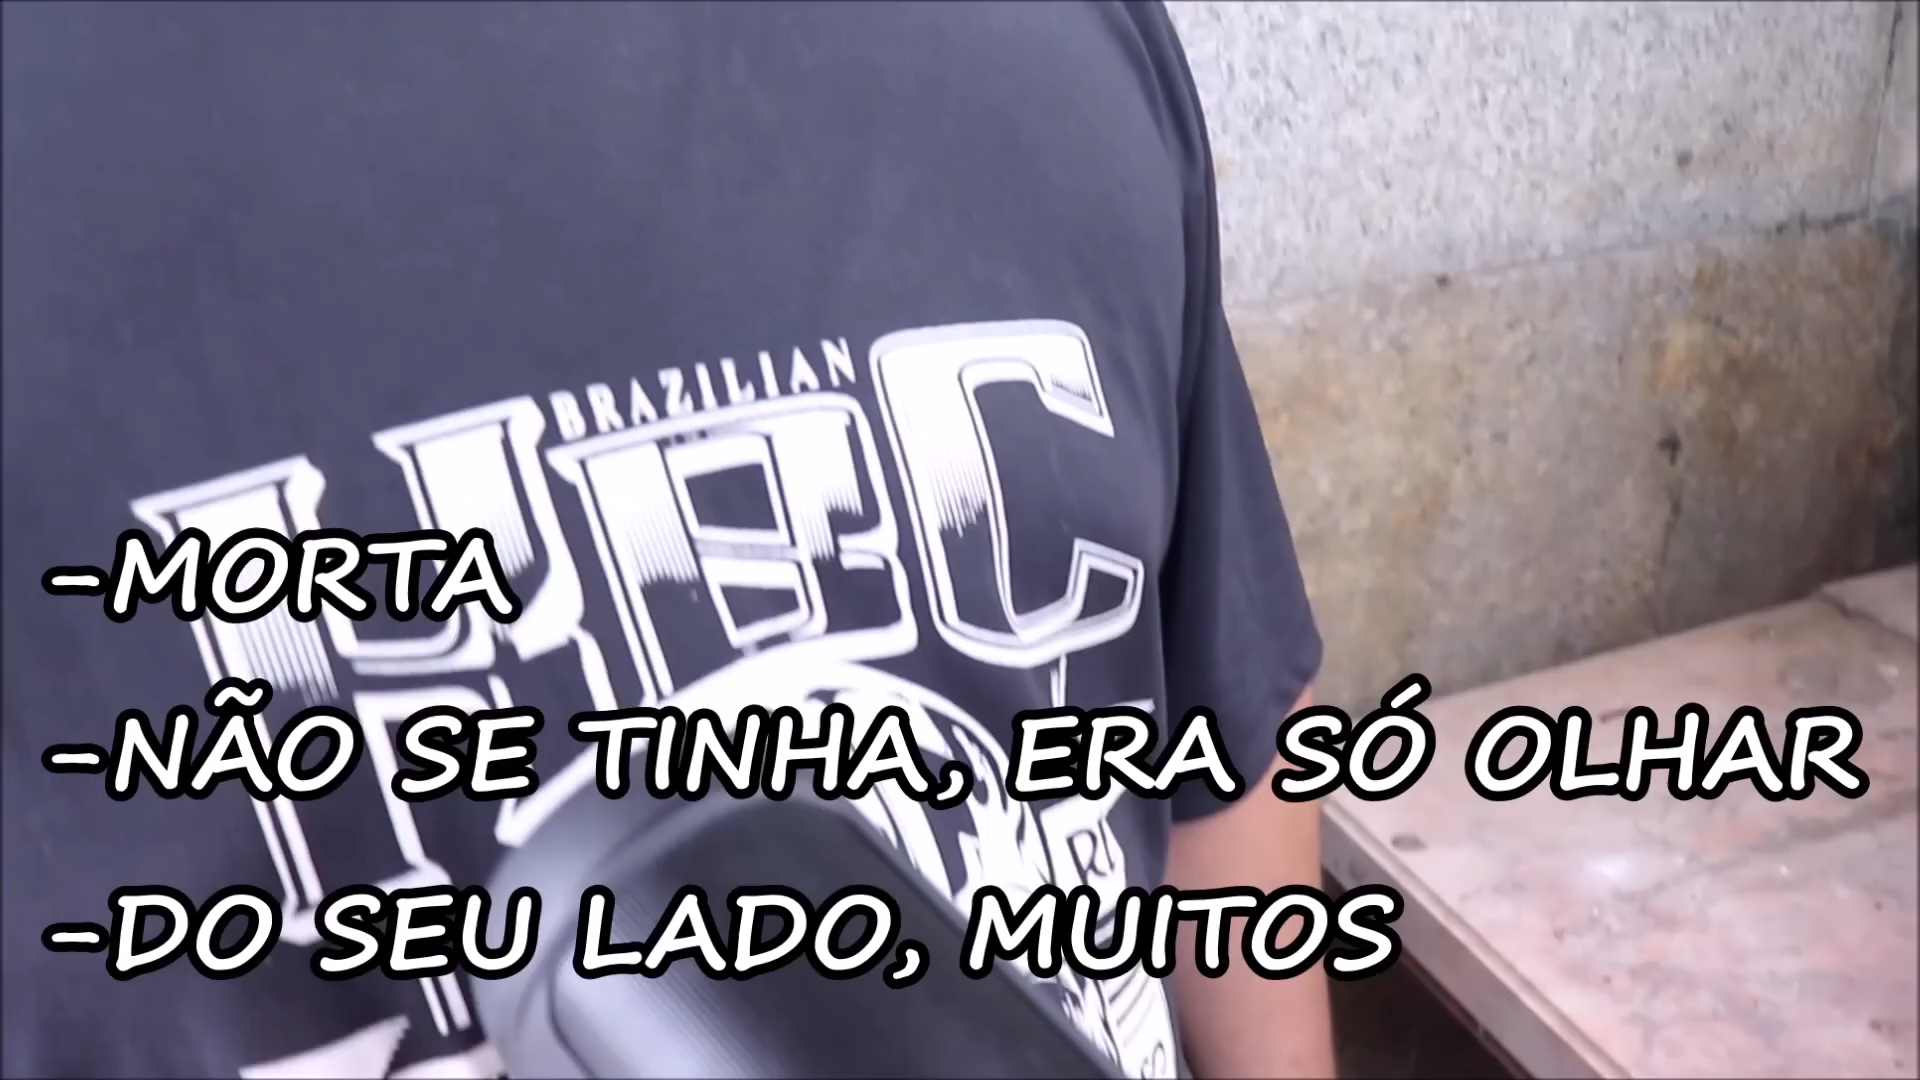 BRAZILIAN
-MORTA
-NÃO SE TINHA, ERA SÓ OLHAR
-DO SEU LADO, MUITOS